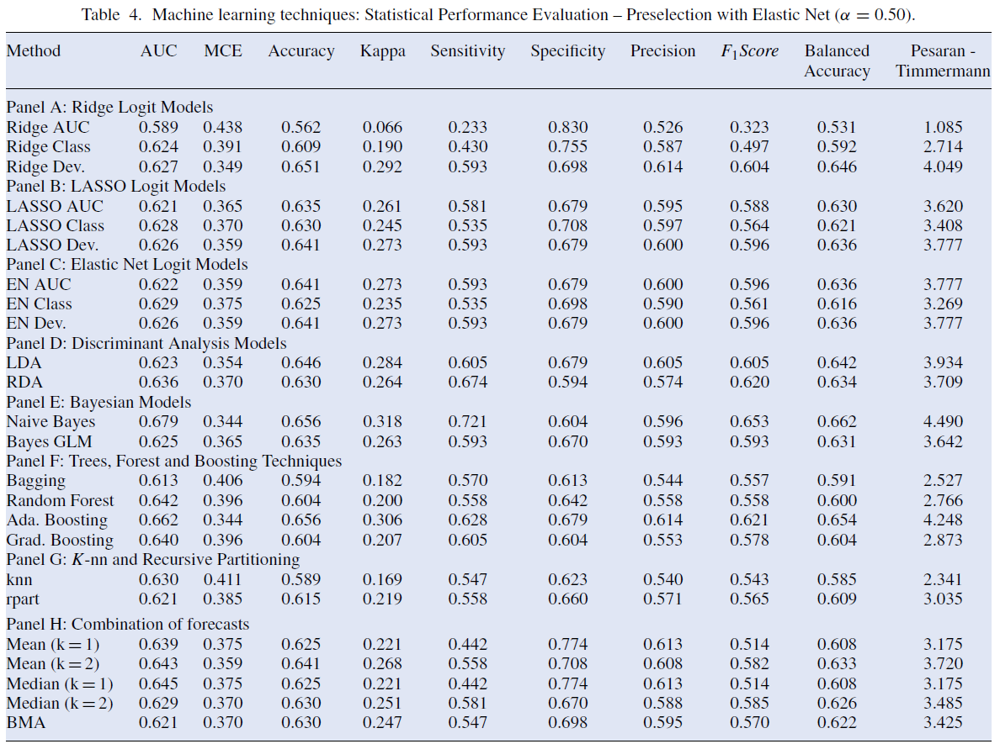 Table 4. Machine learning techniques: Statistical Performance Evaluation – Preselection with Elastic Net (α = 0.50).
Method AUC MCE Accuracy Kappa Sensitivity Specificity Precision F₁Score Balanced Accuracy Pesaran - Timmermann
Panel A: Ridge Logit Models
Ridge AUC 0.589 0.438 0.562 0.066 0.233 0.830 0.526 0.323 0.531 1.085
Ridge Class 0.624 0.391 0.609 0.190 0.430 0.755 0.587 0.497 0.592 2.714
Ridge Dev. 0.627 0.349 0.651 0.292 0.593 0.698 0.614 0.604 0.646 4.049
Panel B: LASSO Logit Models
LASSO AUC 0.621 0.365 0.635 0.261 0.581 0.679 0.595 0.588 0.630 3.620
LASSO Class 0.628 0.370 0.630 0.245 0.535 0.708 0.597 0.564 0.621 3.408
LASSO Dev. 0.626 0.359 0.641 0.273 0.593 0.679 0.600 0.596 0.636 3.777
Panel C: Elastic Net Logit Models
EN AUC 0.622 0.359 0.641 0.273 0.593 0.679 0.600 0.596 0.636 3.777
EN Class 0.629 0.375 0.625 0.235 0.535 0.698 0.590 0.561 0.616 3.269
EN Dev. 0.626 0.359 0.641 0.273 0.593 0.679 0.600 0.596 0.636 3.777
Panel D: Discriminant Analysis Models
LDA 0.623 0.354 0.646 0.284 0.605 0.679 0.605 0.605 0.642 3.934
RDA 0.636 0.370 0.630 0.264 0.674 0.594 0.574 0.620 0.634 3.709
Panel E: Bayesian Models
Naive Bayes 0.679 0.344 0.656 0.318 0.721 0.604 0.596 0.653 0.662 4.490
Bayes GLM 0.625 0.365 0.635 0.263 0.593 0.670 0.593 0.593 0.631 3.642
Panel F: Trees, Forest and Boosting Techniques
Bagging 0.613 0.406 0.594 0.182 0.570 0.613 0.544 0.557 0.591 2.527
Random Forest 0.642 0.396 0.604 0.200 0.558 0.642 0.558 0.558 0.600 2.766
Ada. Boosting 0.662 0.344 0.656 0.306 0.628 0.679 0.614 0.621 0.654 4.248
Grad. Boosting 0.640 0.396 0.604 0.207 0.605 0.604 0.553 0.578 0.604 2.873
Panel G: K-nn and Recursive Partitioning
knn 0.630 0.411 0.589 0.169 0.547 0.623 0.540 0.543 0.585 2.341
rpart 0.621 0.385 0.615 0.219 0.558 0.660 0.571 0.565 0.609 3.035
Panel H: Combination of forecasts
Mean (k = 1) 0.639 0.375 0.625 0.221 0.442 0.774 0.613 0.514 0.608 3.175
Mean (k = 2) 0.643 0.359 0.641 0.268 0.558 0.708 0.608 0.582 0.633 3.720
Median (k = 1) 0.645 0.375 0.625 0.221 0.442 0.774 0.613 0.514 0.608 3.175
Median (k = 2) 0.629 0.370 0.630 0.251 0.581 0.670 0.588 0.585 0.626 3.485
BMA 0.621 0.370 0.630 0.247 0.547 0.698 0.595 0.570 0.622 3.425